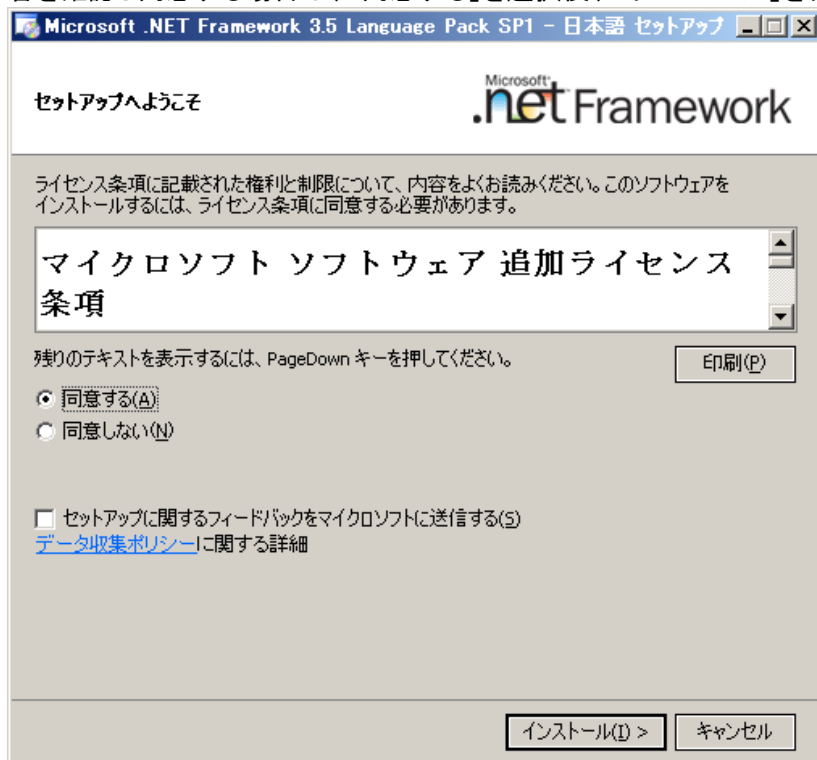 Microsoft .NET Framework 3.5 Language Pack SP1 - 日本語 セットアップ
セットアップへようこそ
Microsoft
.net Framework
ライセンス条項に記載された権利と制限について、内容をよくお読みください。このソフトウェアを
インストールするには、ライセンス条項に同意する必要があります。
マイクロソフト ソフトウェア 追加ライセンス
条項
残りのテキストを表示するには、PageDown キーを押してください。
印刷(P)
同意する(A)
同意しない(N)
セットアップに関するフィードバックをマイクロソフトに送信する(S)
データ収集ポリシーに関する詳細
インストール(I) >
キャンセル